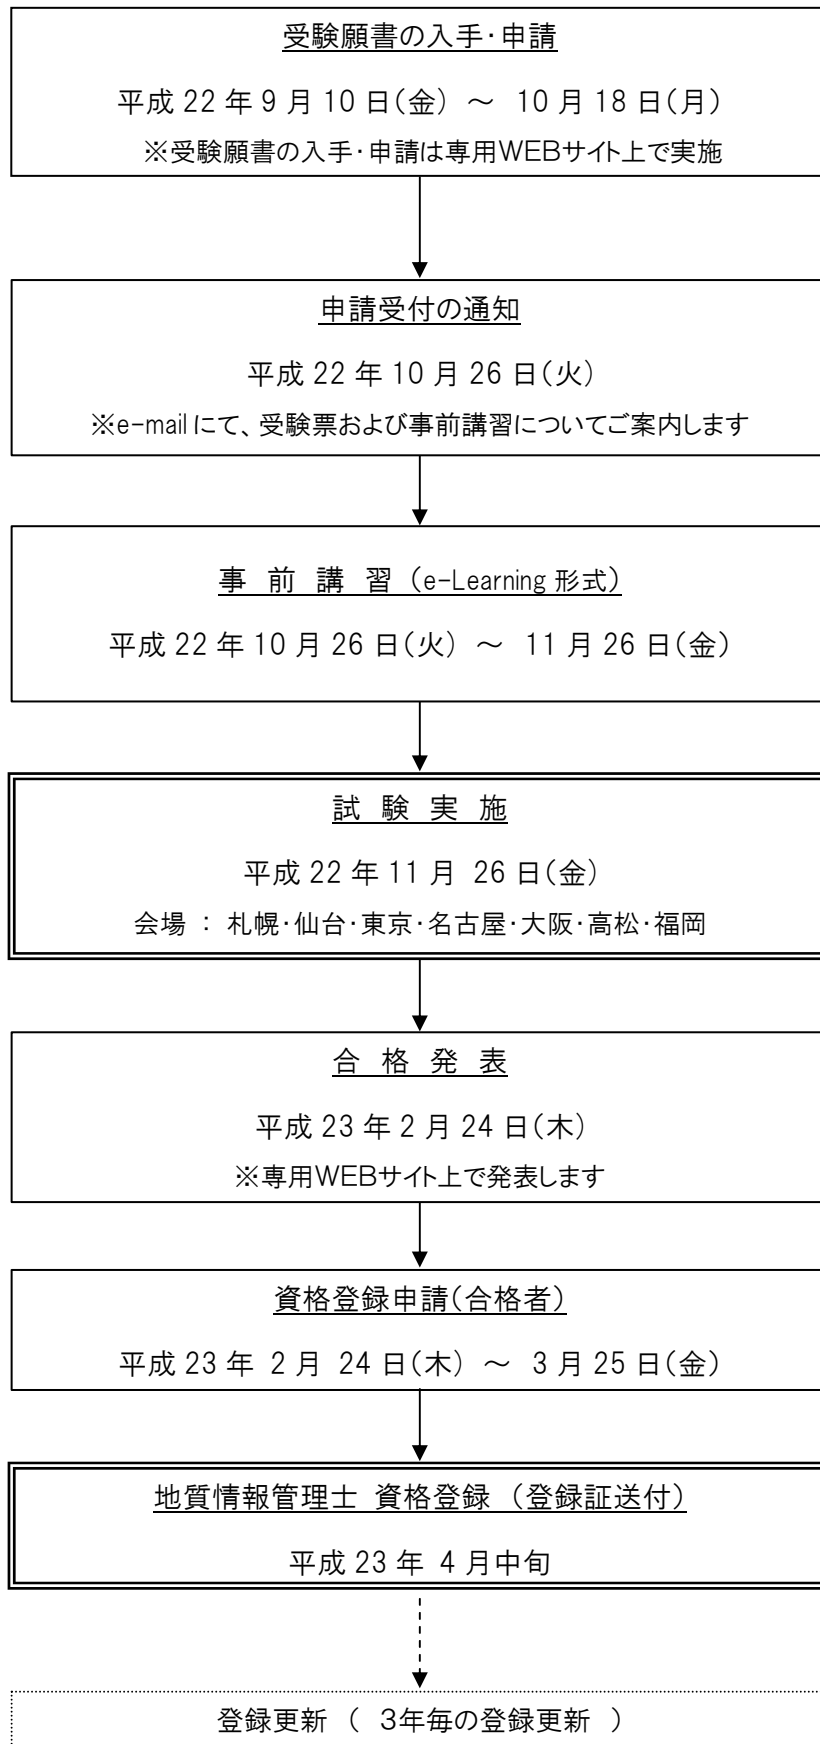 受験願書の入手・申請
平成 22 年 9 月 10 日(金) ～ 10 月 18 日(月)
※受験願書の入手・申請は専用WEBサイト上で実施
申請受付の通知
平成 22 年 10 月 26 日(火)
※e-mail にて、受験票および事前講習についてご案内します
事 前 講 習 (e-Learning 形式)
平成 22 年 10 月 26 日(火) ～ 11 月 26 日(金)
試 験 実 施
平成 22 年 11 月 26 日(金)
会場 : 札幌・仙台・東京・名古屋・大阪・高松・福岡
合 格 発 表
平成 23 年 2 月 24 日(木)
※専用WEBサイト上で発表します
資格登録申請(合格者)
平成 23 年 2 月 24 日(木) ～ 3 月 25 日(金)
地質情報管理士 資格登録 (登録証送付)
平成 23 年 4 月中旬
登録更新 ( 3年毎の登録更新 )